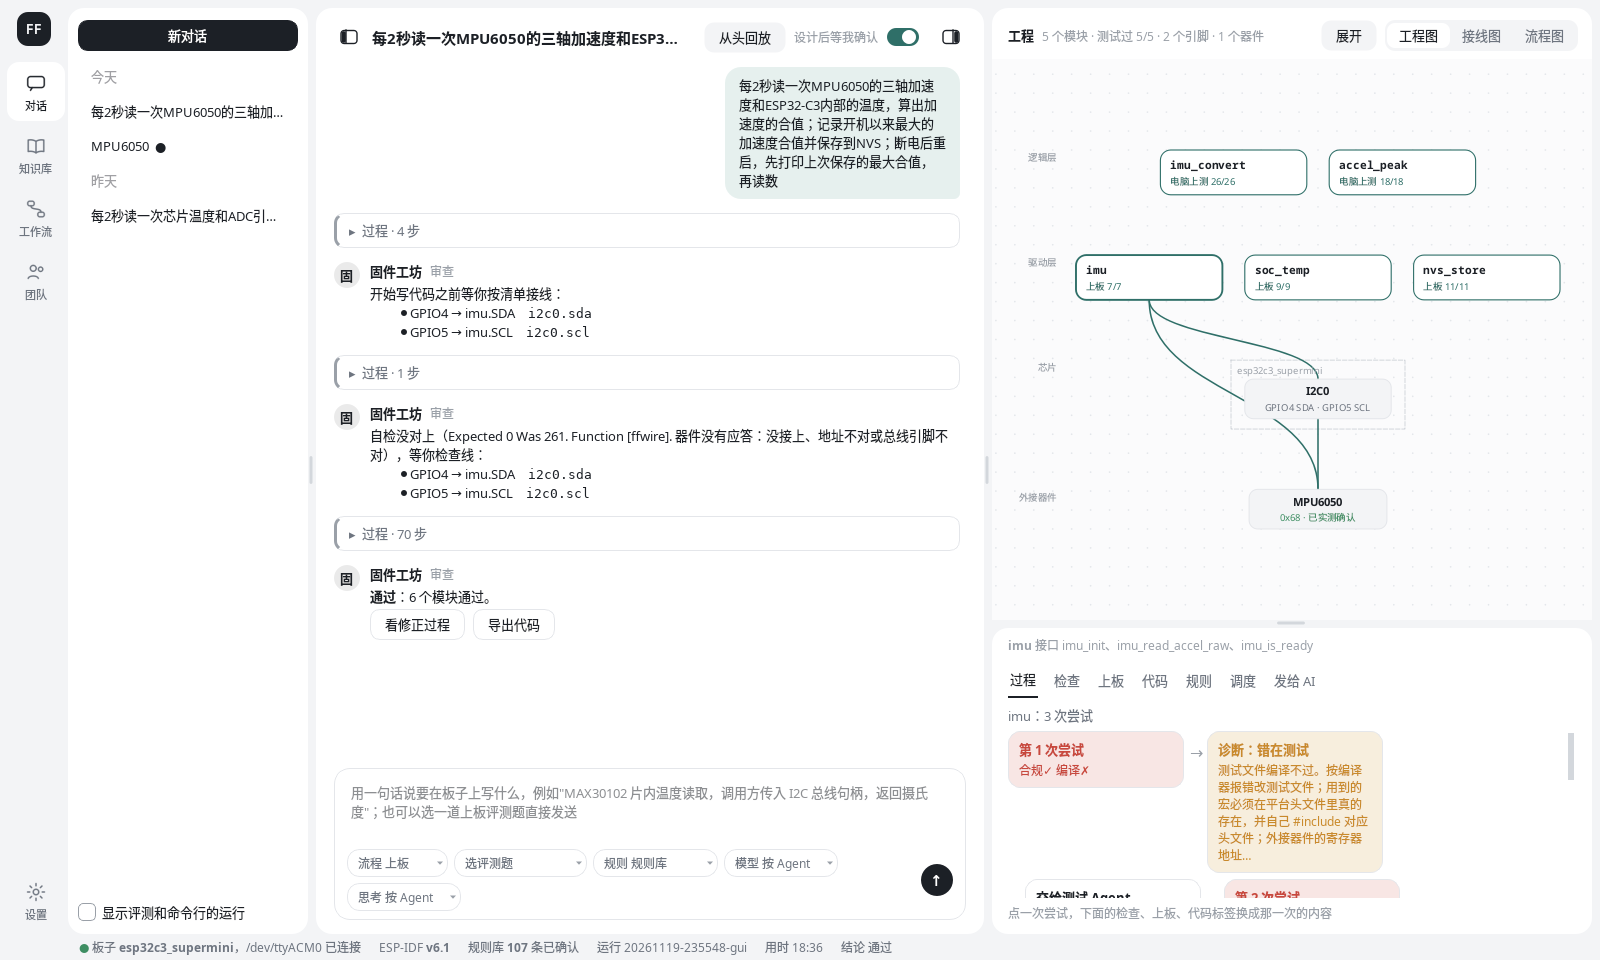 FF
对话
知识库
工作流
团队
设置
新对话
今天
每2秒读一次MPU6050的三轴加...
MPU6050 ●
昨天
每2秒读一次芯片温度和ADC引...
显示评测和命令行的运行
每2秒读一次MPU6050的三轴加速度和ESP3...
从头回放
设计后等我确认
每2秒读一次MPU6050的三轴加速
度和ESP32-C3内部的温度，算出加
速度的合值；记录开机以来最大的
加速度合值并保存到NVS；断电后重
启，先打印上次保存的最大合值，
再读数
▸ 过程 · 4 步
固 固件工坊 审查
开始写代码之前等你按清单接线：
● GPIO4 → imu.SDA i2c0.sda
● GPIO5 → imu.SCL i2c0.scl
▸ 过程 · 1 步
固 固件工坊 审查
自检没对上（Expected 0 Was 261. Function [ffwire]. 器件没有应答：没接上、地址不对或总线引脚不
对），等你检查线：
● GPIO4 → imu.SDA i2c0.sda
● GPIO5 → imu.SCL i2c0.scl
▸ 过程 · 70 步
固 固件工坊 审查
通过：6 个模块通过。
看修正过程 导出代码
用一句话说要在板子上写什么，例如"MAX30102 片内温度读取，调用方传入 I2C 总线句柄，返回摄氏
度"；也可以选一道上板评测题直接发送
流程 上板 选评测题 规则 规则库 模型 按 Agent
思考 按 Agent
↑
工程 5 个模块 · 测试过 5/5 · 2 个引脚 · 1 个器件
展开 工程图 接线图 流程图
逻辑层
imu_convert
电脑上测 26/26
accel_peak
电脑上测 18/18
驱动层
imu
上板 7/7
soc_temp
上板 9/9
nvs_store
上板 11/11
芯片
esp32c3_supermini
I2C0
GPIO4 SDA · GPIO5 SCL
外接器件
MPU6050
0x68 · 已实测确认
imu 接口 imu_init、imu_read_accel_raw、imu_is_ready
过程 检查 上板 代码 规则 调度 发给 AI
imu：3 次尝试
第 1 次尝试
合规✓ 编译✗
→
诊断：错在测试
测试文件编译不过。按编译
器报错改测试文件；用到的
宏必须在平台头文件里真的
存在，并自己 #include 对应
头文件；外接器件的寄存器
地址...
交给测试 Agent
第 2 次尝试
点一次尝试，下面的检查、上板、代码标签换成那一次的内容
● 板子 esp32c3_supermini，/dev/ttyACM0 已连接 ESP-IDF v6.1 规则库 107 条已确认 运行 20261119-235548-gui 用时 18:36 结论 通过